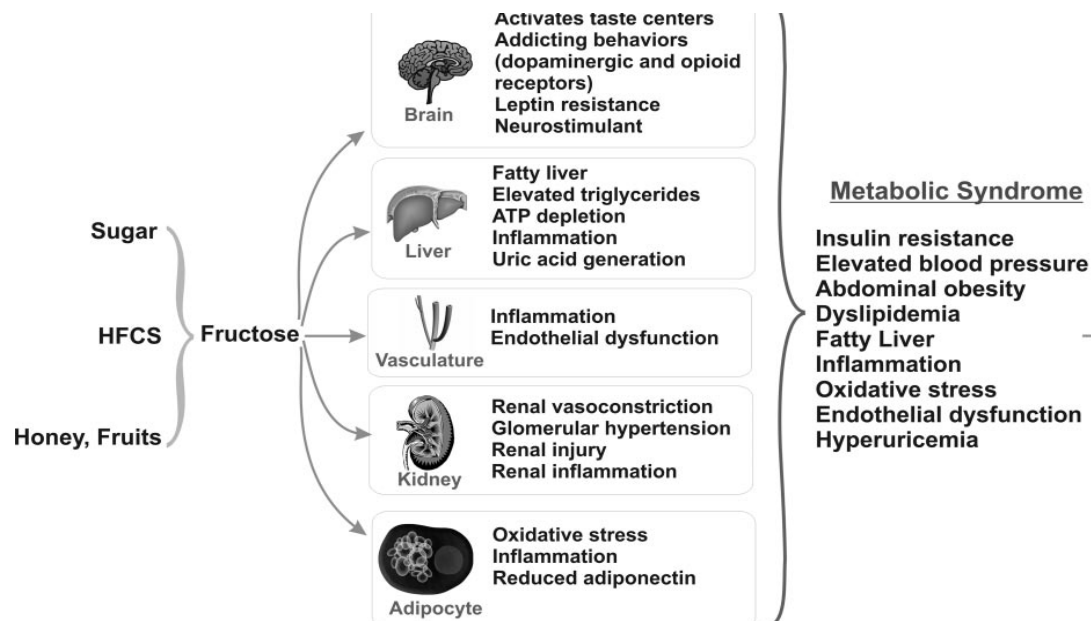 Sugar
HFCS
Honey, Fruits
Fructose
Brain
Activates taste centers
Addicting behaviors
(dopaminergic and opioid
receptors)
Leptin resistance
Neurostimulant
Liver
Fatty liver
Elevated triglycerides
ATP depletion
Inflammation
Uric acid generation
Vasculature
Inflammation
Endothelial dysfunction
Kidney
Renal vasoconstriction
Glomerular hypertension
Renal injury
Renal inflammation
Adipocyte
Oxidative stress
Inflammation
Reduced adiponectin
Metabolic Syndrome
Insulin resistance
Elevated blood pressure
Abdominal obesity
Dyslipidemia
Fatty Liver
Inflammation
Oxidative stress
Endothelial dysfunction
Hyperuricemia